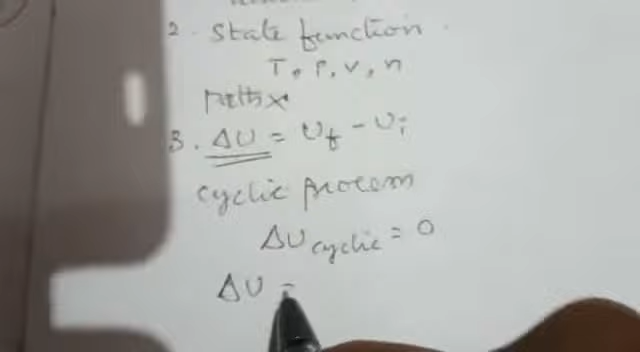 2. State function.
T, P, V, n
path x
3. ΔU = Uf - Ui
cyclic process
ΔU cyclic = 0
ΔU =